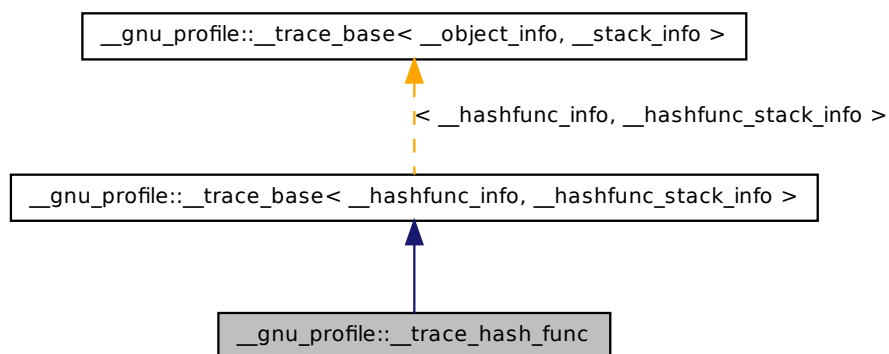 __gnu_profile::__trace_base< __object_info, __stack_info >
< __hashfunc_info, __hashfunc_stack_info >
__gnu_profile::__trace_base< __hashfunc_info, __hashfunc_stack_info >
__gnu_profile::__trace_hash_func